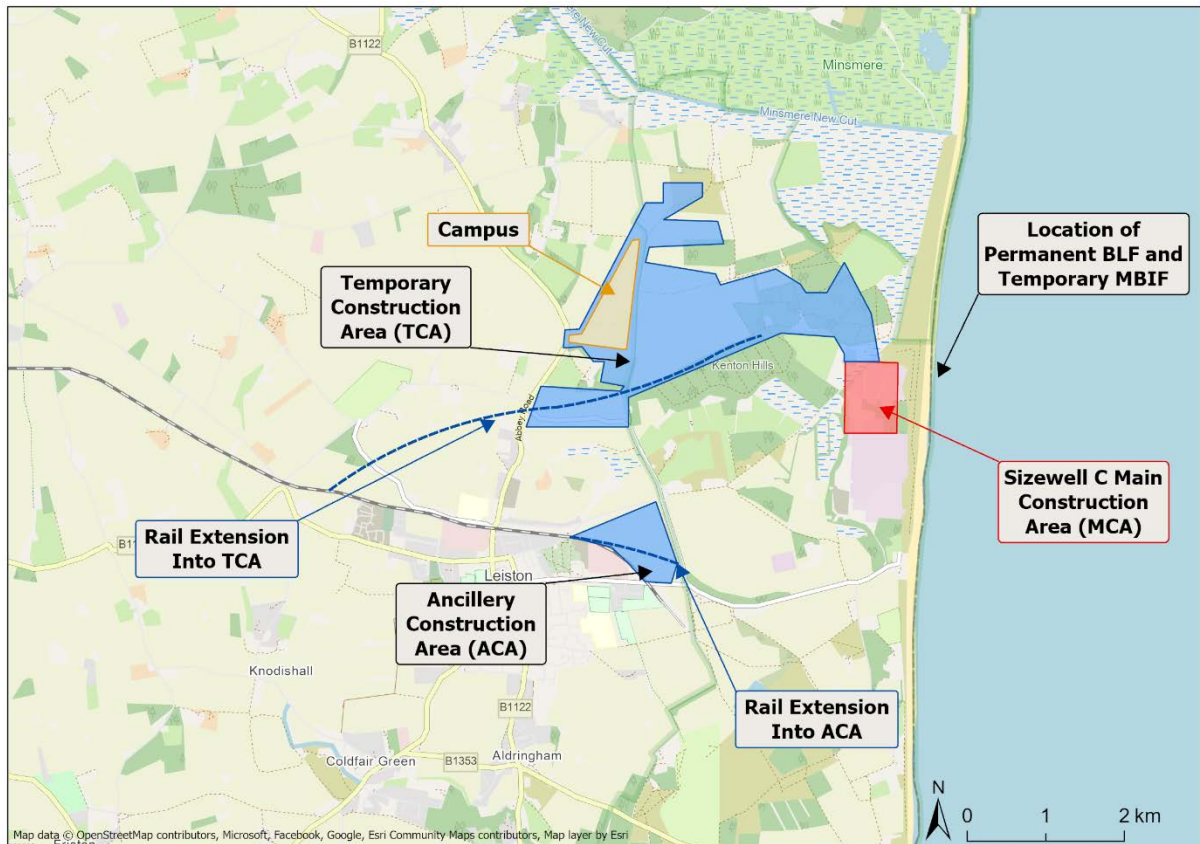 B1122
New Cut
Minsmere
Minsmere New Cut
Campus
Location of
Permanent BLF and
Temporary MBIF
Temporary
Construction
Area (TCA)
Kenton Hills
Abbey Road
Sizewell C Main
Construction
Area (MCA)
Rail Extension
Into TCA
Leiston
Ancillery
Construction
Area (ACA)
Knodishall
Rail Extension
Into ACA
B1122
Aldringham
Coldfair Green
B1353
N
0 1 2 km
Map data © OpenStreetMap contributors, Microsoft, Facebook, Google, Esri Community Maps contributors, Map layer by Esri